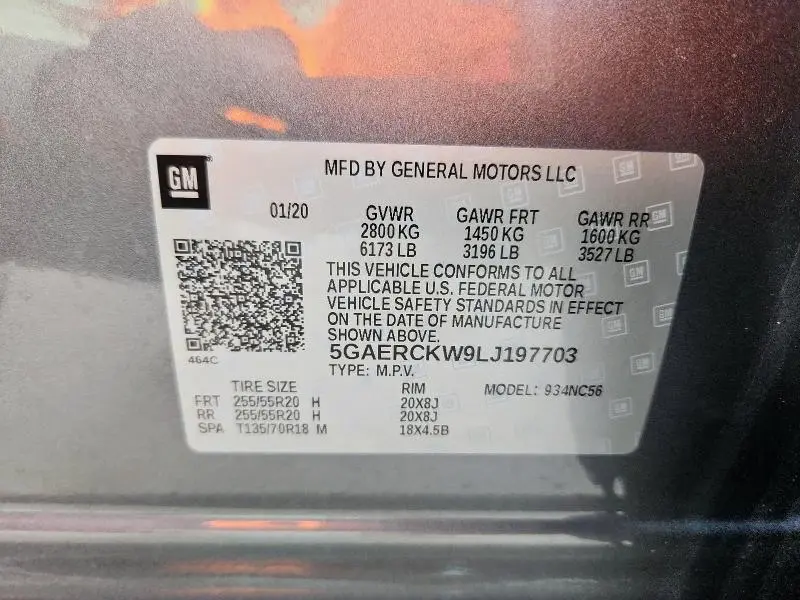 GM
MFD BY GENERAL MOTORS LLC
01/20 GVWR GAWR FRT GAWR RR
2800 KG 1450 KG 1600 KG
6173 LB 3196 LB 3527 LB
THIS VEHICLE CONFORMS TO ALL
APPLICABLE U.S. FEDERAL MOTOR
VEHICLE SAFETY STANDARDS IN EFFECT
ON THE DATE OF MANUFACTURE
SHOWN ABOVE.
464C
5GAERCKW9LJ197703
TYPE: M.P.V.
TIRE SIZE RIM MODEL: 934NC56
FRT 255/55R20 H 20X8J
RR 255/55R20 H 20X8J
SPA T135/70R18 M 18X4.5B